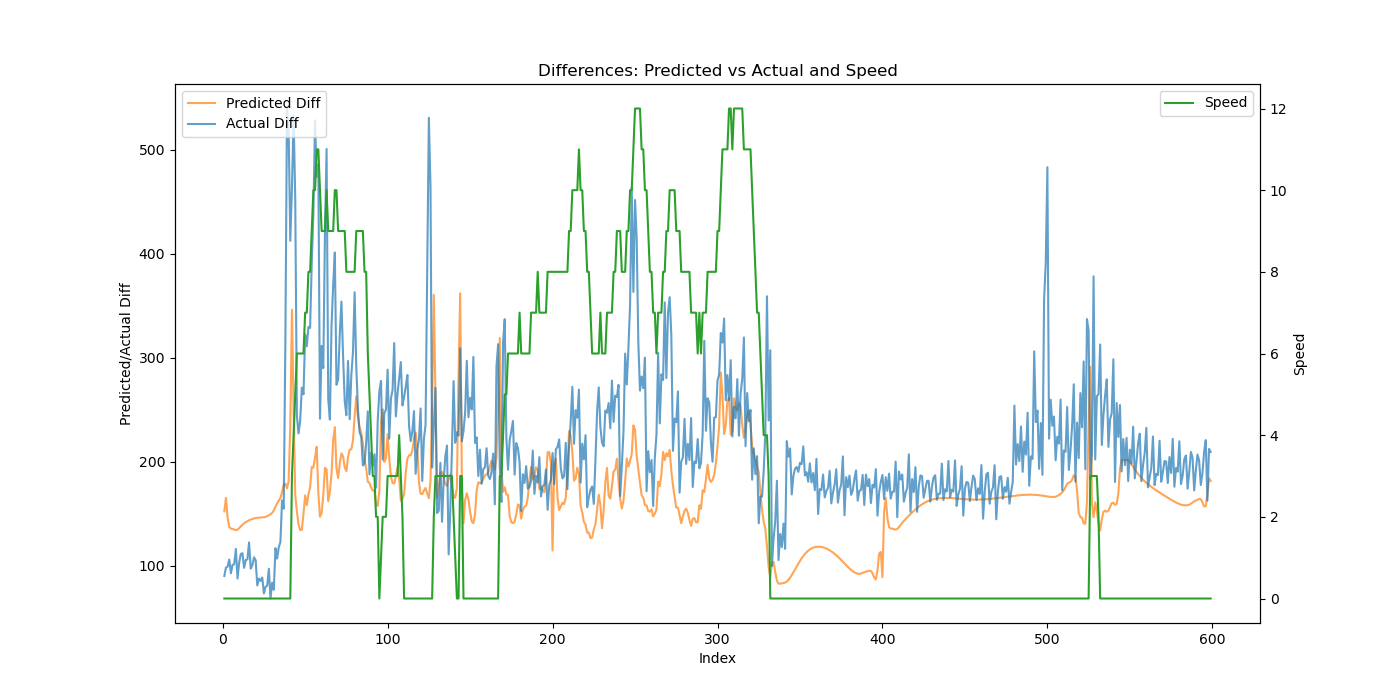 Differences: Predicted vs Actual and Speed
Predicted Diff
Actual Diff
Speed
Predicted/Actual Diff
500
400
300
200
100
12
10
8
6
4
2
0
Speed
0
100
200
300
400
500
600
Index